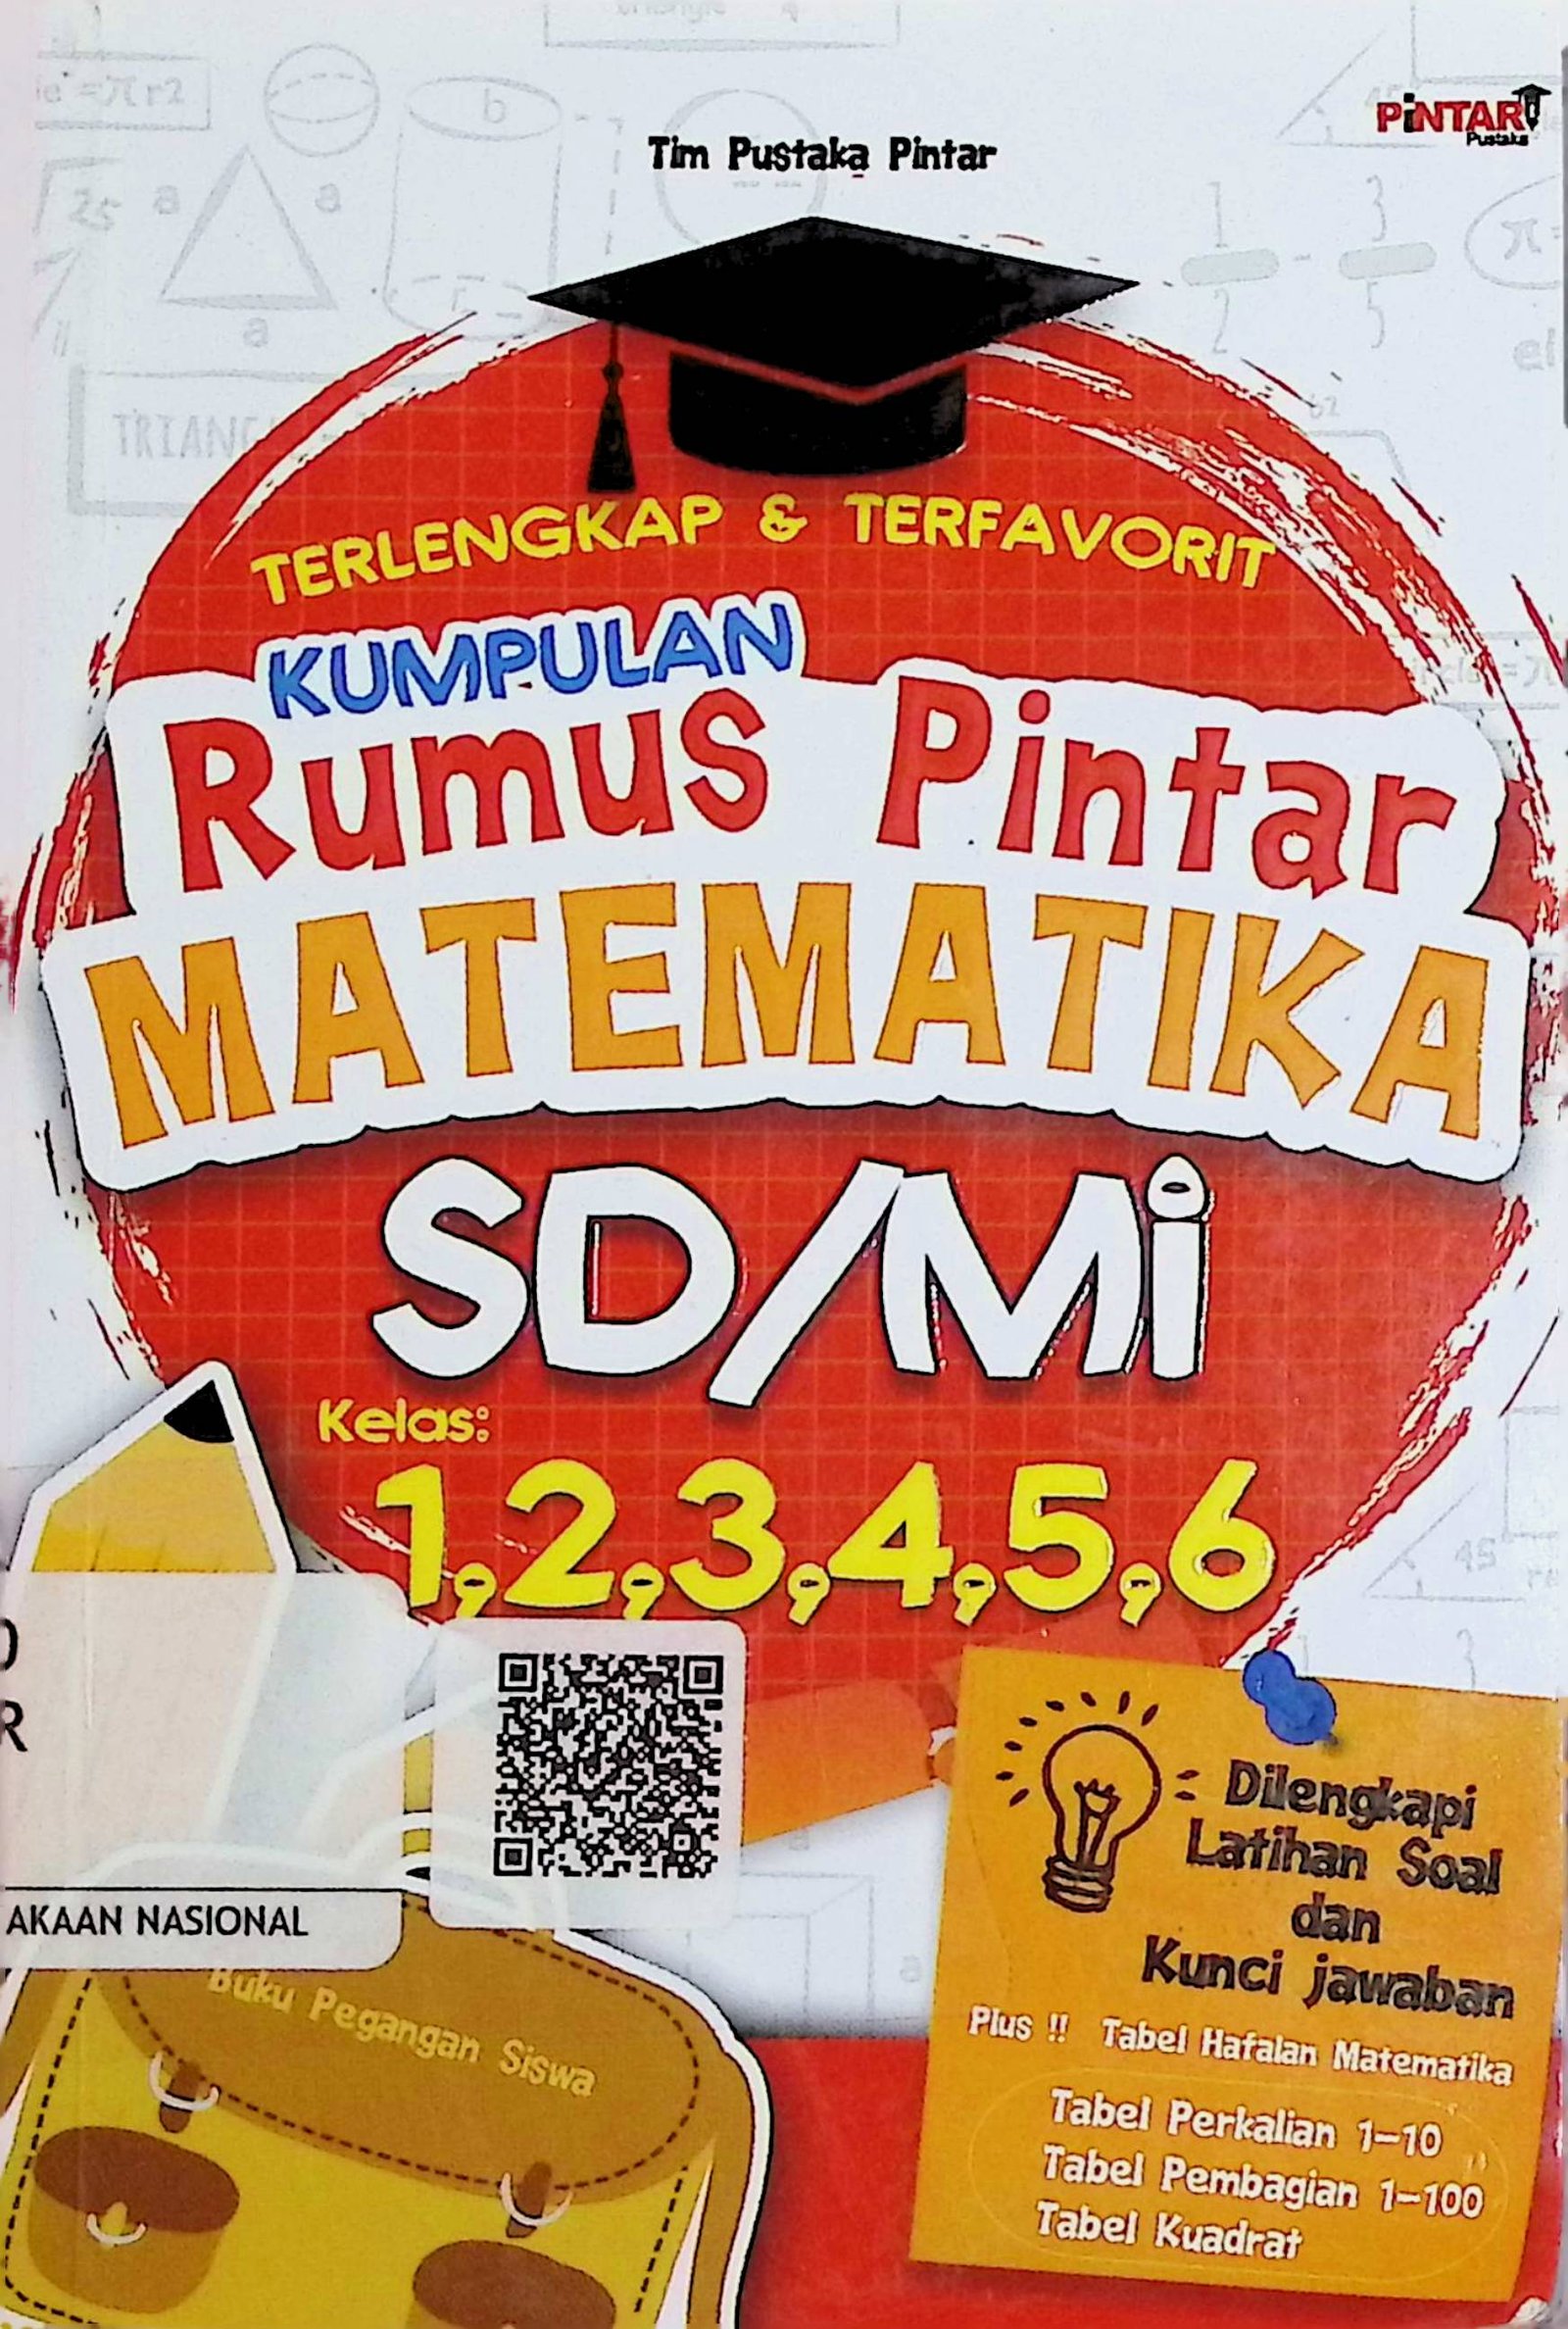 PiNTAR
Pustaka
Tim Pustaka Pintar
TERLENGKAP & TERFAVORIT
KUMPULAN
Rumus Pintar
MATEMATIKA
SD/Mi
Kelas:
1,2,3,4,5,6
AKAAN NASIONAL
Buku Pegangan Siswa
Dilengkapi
Latihan Soal
dan
Kunci jawaban
Plus !! Tabel Hafalan Matematika
Tabel Perkalian 1-10
Tabel Pembagian 1-100
Tabel Kuadrat